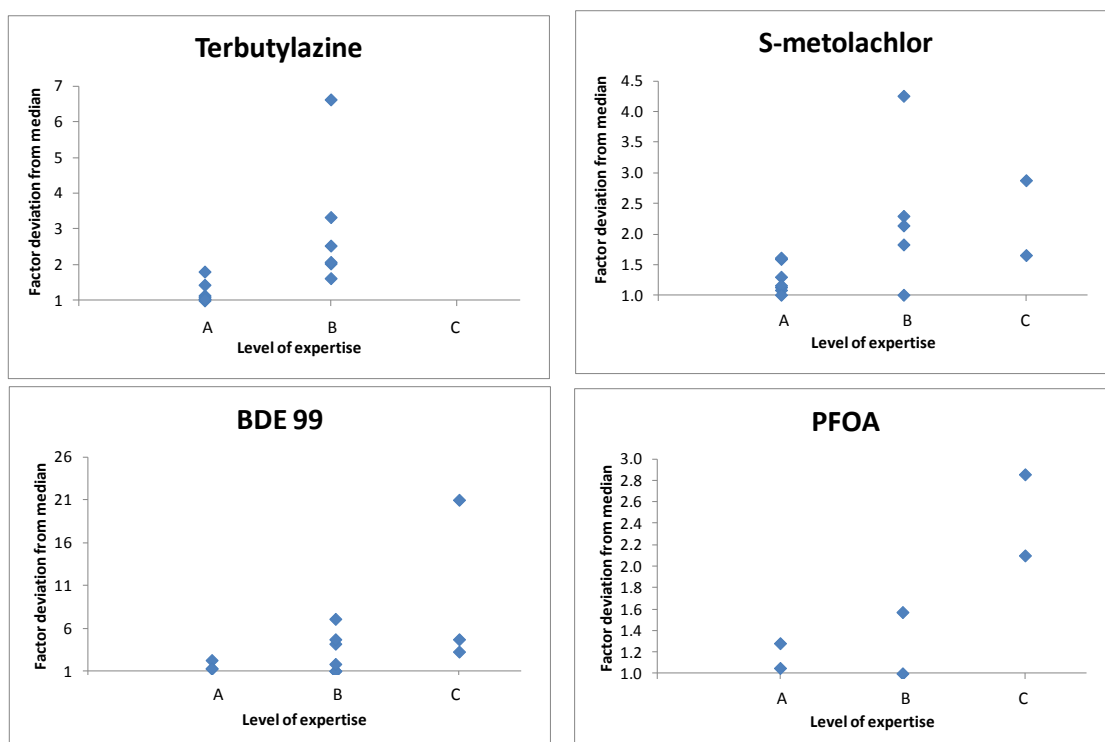 Terbutylazine
Factor deviation from median
7
6
5
4
3
2
1
A B C
Level of expertise
S-metolachlor
Factor deviation from median
4.5
4.0
3.5
3.0
2.5
2.0
1.5
1.0
A B C
Level of expertise
BDE 99
Factor deviation from median
26
21
16
11
6
1
A B C
Level of expertise
PFOA
Factor deviation from median
3.0
2.8
2.6
2.4
2.2
2.0
1.8
1.6
1.4
1.2
1.0
A B C
Level of expertise